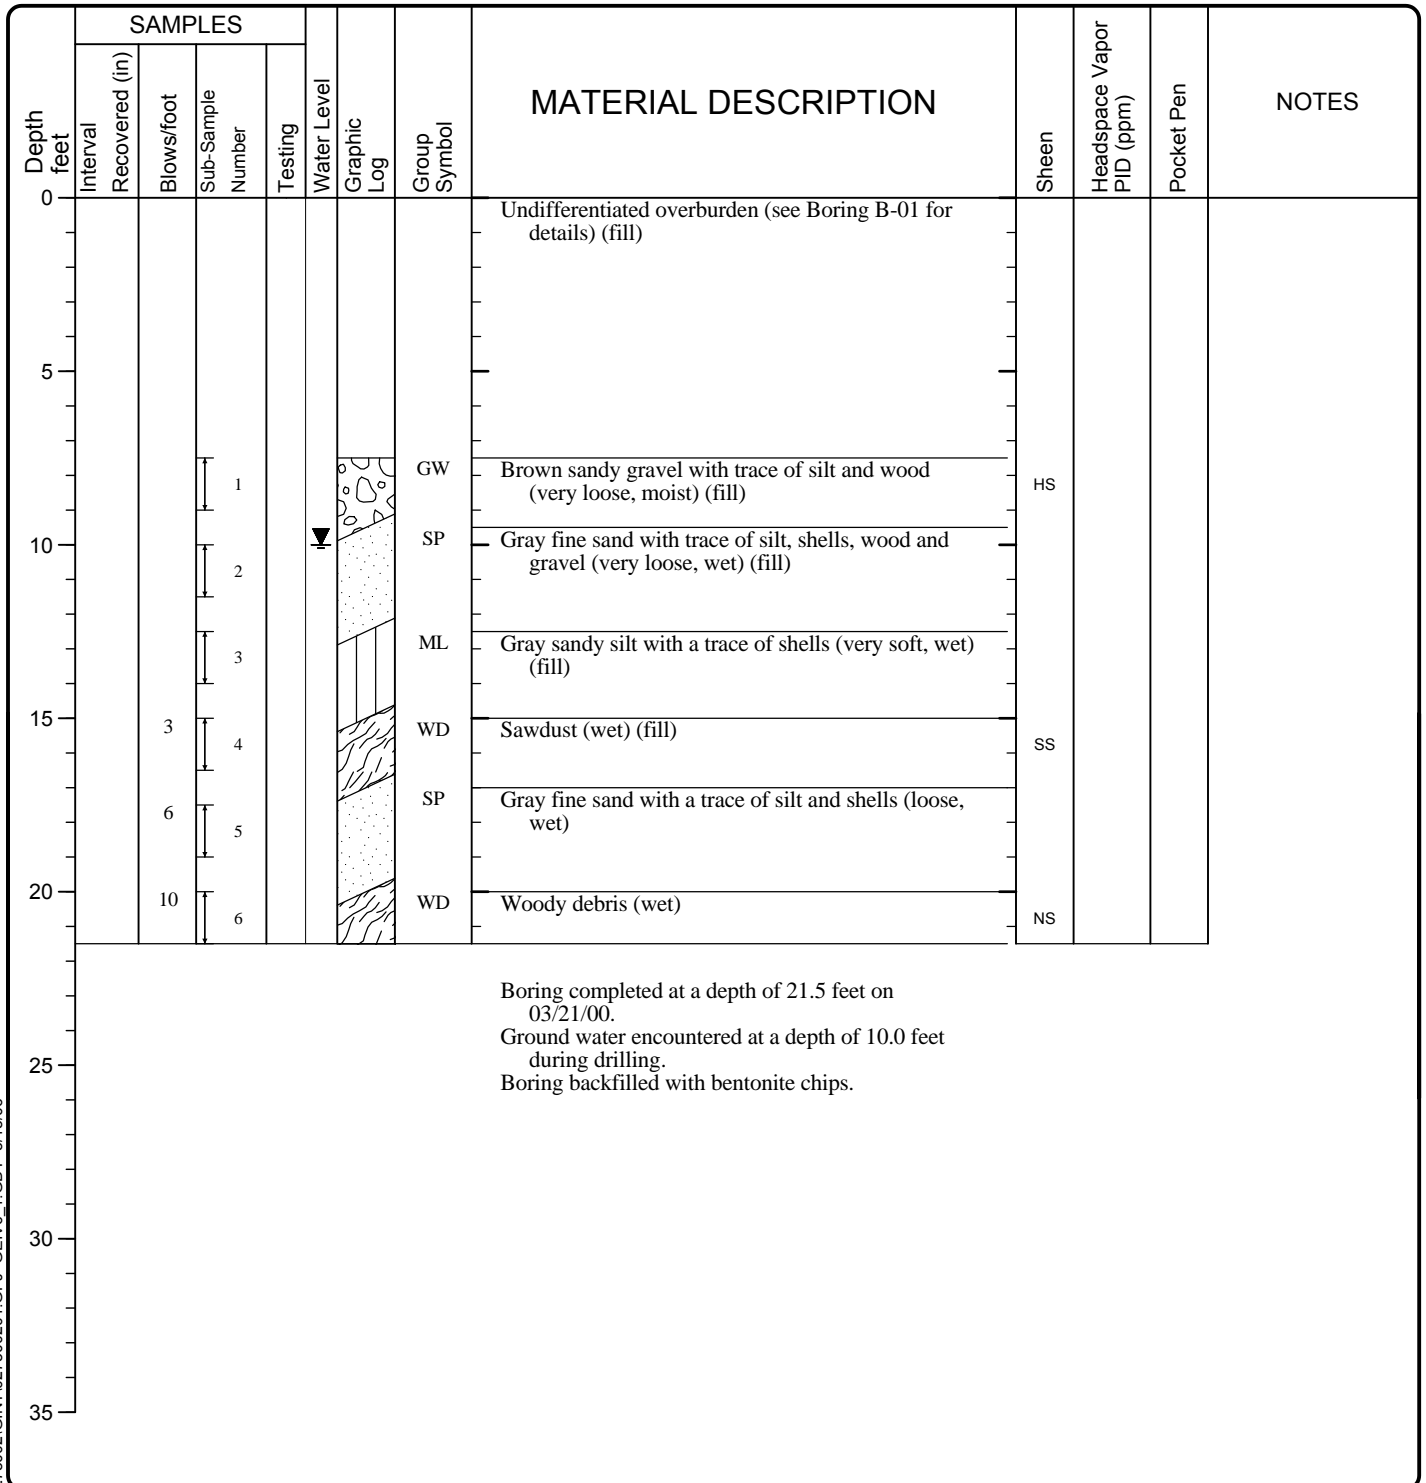 SAMPLES
Depth
feet
Interval
Recovered (in)
Blows/foot
Sub-Sample
Number
Testing
Water Level
Graphic
Log
Group
Symbol
MATERIAL DESCRIPTION
Sheen
Headspace Vapor
PID (ppm)
Pocket Pen
NOTES
0
Undifferentiated overburden (see Boring B-01 for
details) (fill)
5
1
GW
Brown sandy gravel with trace of silt and wood
(very loose, moist) (fill)
HS
10
2
SP
Gray fine sand with trace of silt, shells, wood and
gravel (very loose, wet) (fill)
3
ML
Gray sandy silt with a trace of shells (very soft, wet)
(fill)
15
3
4
WD
Sawdust (wet) (fill)
SS
6
5
SP
Gray fine sand with a trace of silt and shells (loose,
wet)
20
10
6
WD
Woody debris (wet)
NS
Boring completed at a depth of 21.5 feet on
03/21/00.
Ground water encountered at a depth of 10.0 feet
during drilling.
Boring backfilled with bentonite chips.
25
30
35